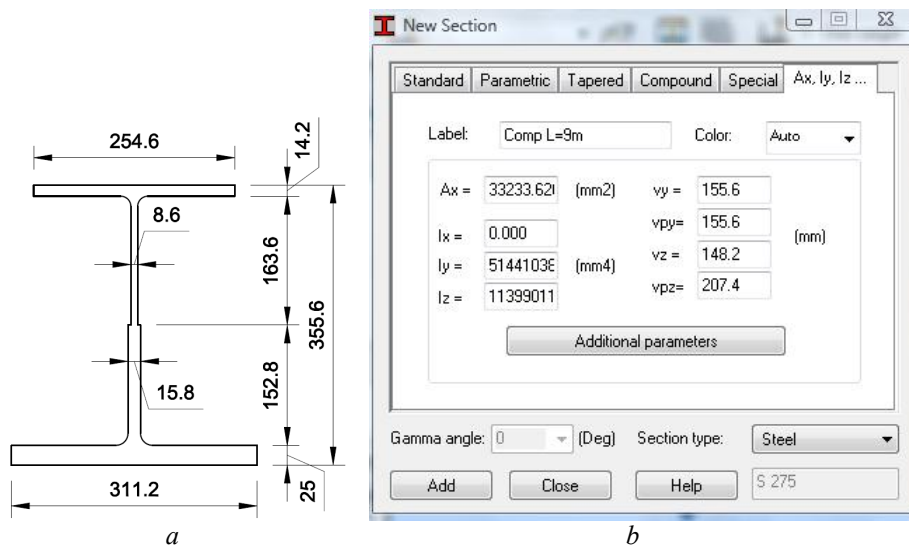 254.6
14.2
8.6
163.6
355.6
152.8
15.8
25
311.2
a
New Section
Standard Parametric Tapered Compound Special Ax, Iy, Iz ...
Label: Comp L=9m Color: Auto
Ax = 33233.62 (mm2) vy = 155.6
vpy= 155.6
Ix = 0.000 (mm)
vz = 148.2
Iy = 5144103 (mm4)
vpz= 207.4
Iz = 11399011
Additional parameters
Gamma angle: 0 (Deg) Section type: Steel
Add Close Help S 275
b